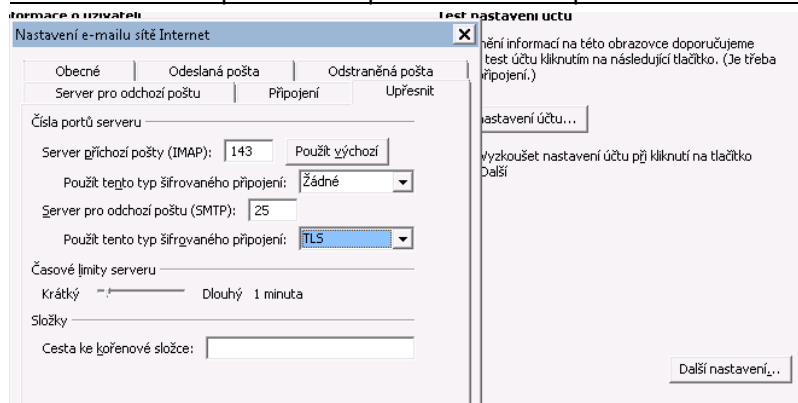 formace o uživateli
Test nastavení účtu
Nastavení e-mailu sítě Internet
Obecné
Odeslaná pošta
Odstraněná pošta
Server pro odchozí poštu
Připojení
Upřesnit
Čísla portů serveru
Server příchozí pošty (IMAP): 143 Použít výchozí
Použít tento typ šifrovaného připojení: Žádné
Server pro odchozí poštu (SMTP): 25
Použít tento typ šifrovaného připojení: TLS
Časové limity serveru
Krátký Dlouhý 1 minuta
Složky
Cesta ke kořenové složce:
nění informací na této obrazovce doporučujeme
test účtu kliknutím na následující tlačítko. (Je třeba
připojení.)
nastavení účtu...
Vyzkoušet nastavení účtu při kliknutí na tlačítko
Další
Další nastavení...